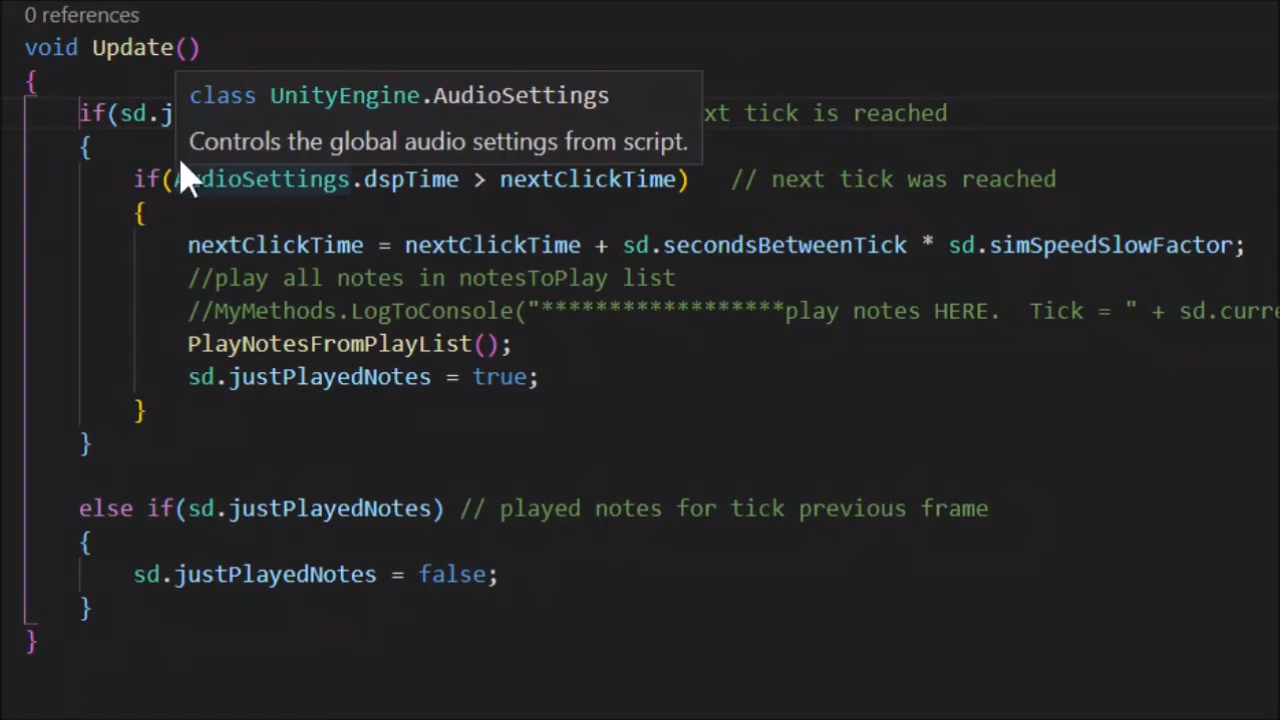 0 references
void Update()
{
class UnityEngine.AudioSettings
if(sd.j xt tick is reached
Controls the global audio settings from script.
{
if(AudioSettings.dspTime > nextClickTime) // next tick was reached
{
nextClickTime = nextClickTime + sd.secondsBetweenTick * sd.simSpeedSlowFactor;
//play all notes in notesToPlay list
//MyMethods.LogToConsole("******************play notes HERE. Tick = " + sd.curre
PlayNotesFromPlayList();
sd.justPlayedNotes = true;
}
}
else if(sd.justPlayedNotes) // played notes for tick previous frame
{
sd.justPlayedNotes = false;
}
}